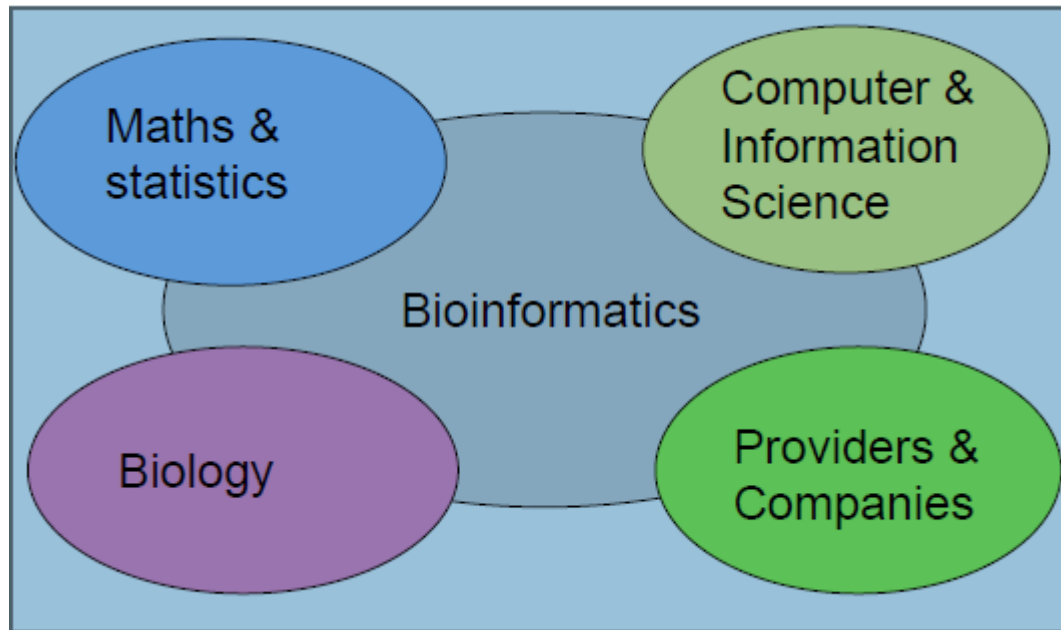 Maths &
statistics
Computer &
Information
Science
Bioinformatics
Biology
Providers &
Companies